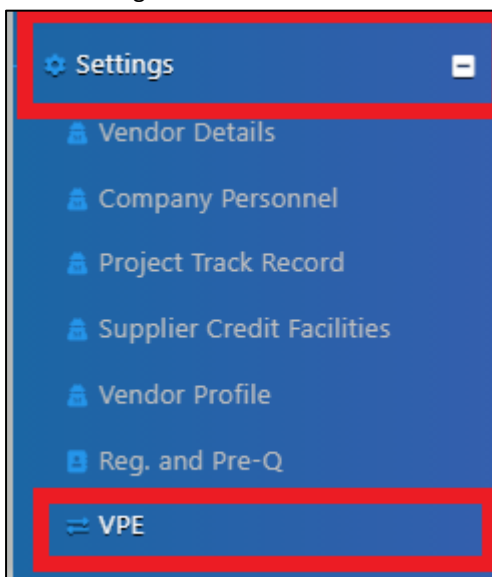 Settings
Vendor Details
Company Personnel
Project Track Record
Supplier Credit Facilities
Vendor Profile
Reg. and Pre-Q
VPE